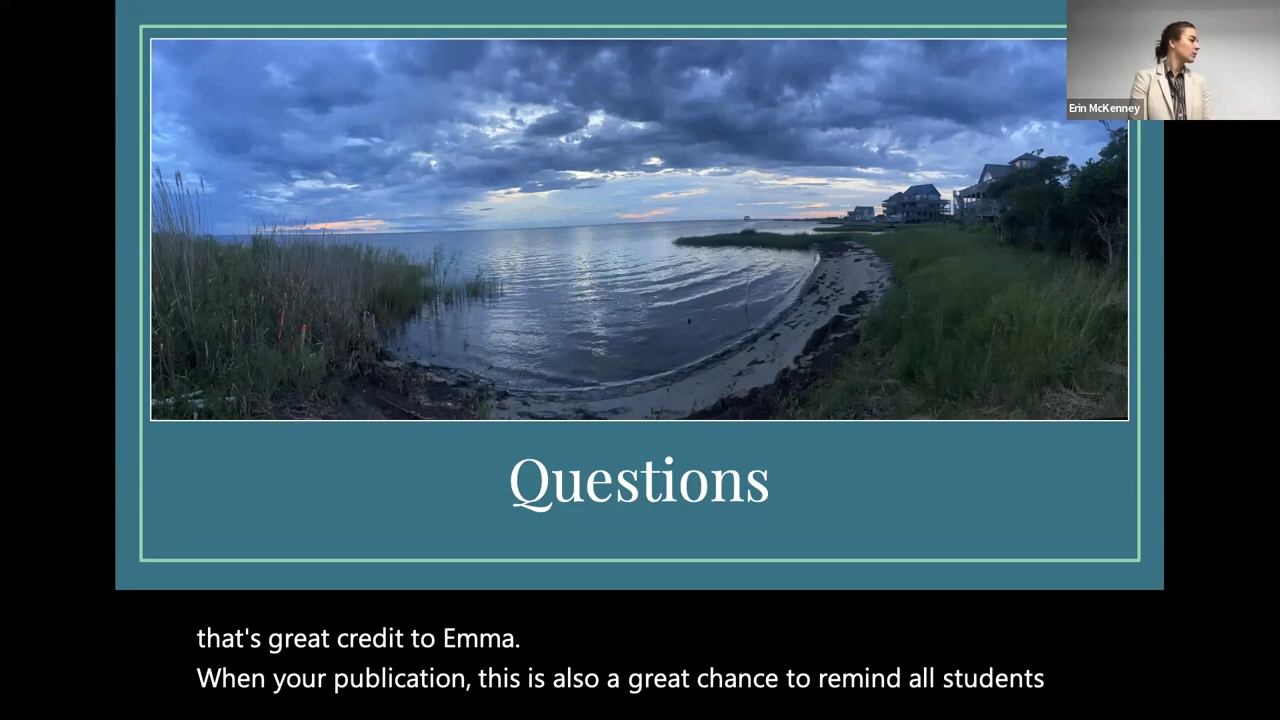 Erin McKenney
Questions
that's great credit to Emma.
When your publication, this is also a great chance to remind all students